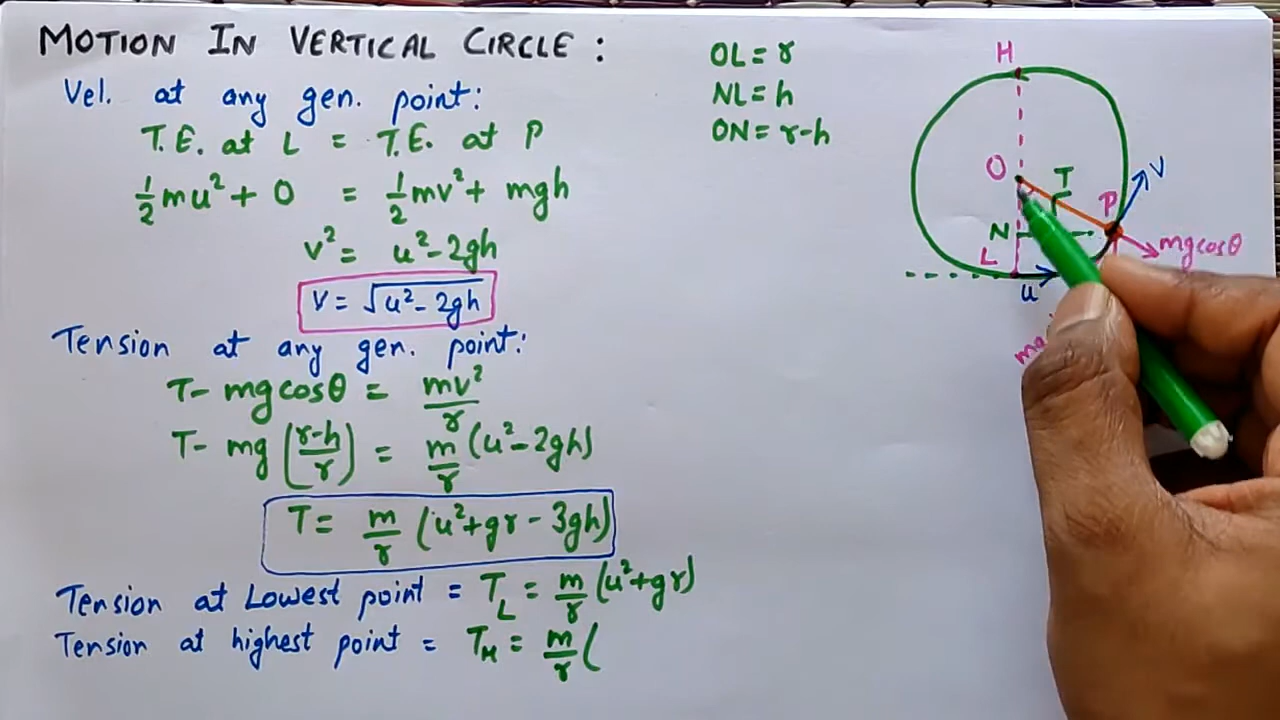 MOTION IN VERTICAL CIRCLE :
Vel. at any gen. point:
T.E. at L = T.E. at P
½mu² + 0 = ½mv² + mgh
v² = u² - 2gh
v = √u² - 2gh
Tension at any gen. point:
T - mgcosθ = mv²/r
T - mg (r-h/r) = m/r (u² - 2gh)
T = m/r (u² + gr - 3gh)
Tension at Lowest point = T_L = m/r (u² + gr)
Tension at highest point = T_H = m/r (
OL = r
NL = h
ON = r-h
H
O
T
V
P
N
mgcosθ
L
u